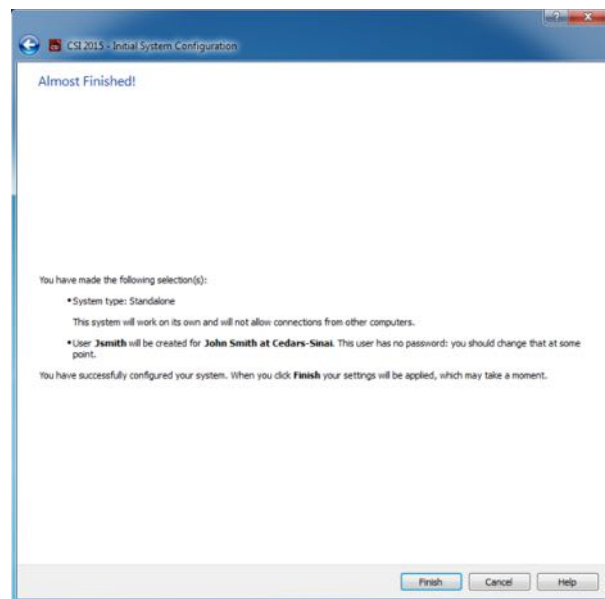 CSI 2015 - Initial System Configuration
Almost Finished!
You have made the following selection(s):
• System type: Standalone
This system will work on its own and will not allow connections from other computers.
• User Jsmith will be created for John Smith at Cedars-Sinai. This user has no password: you should change that at some
point.
You have successfully configured your system. When you click Finish your settings will be applied, which may take a moment.
Finish Cancel Help